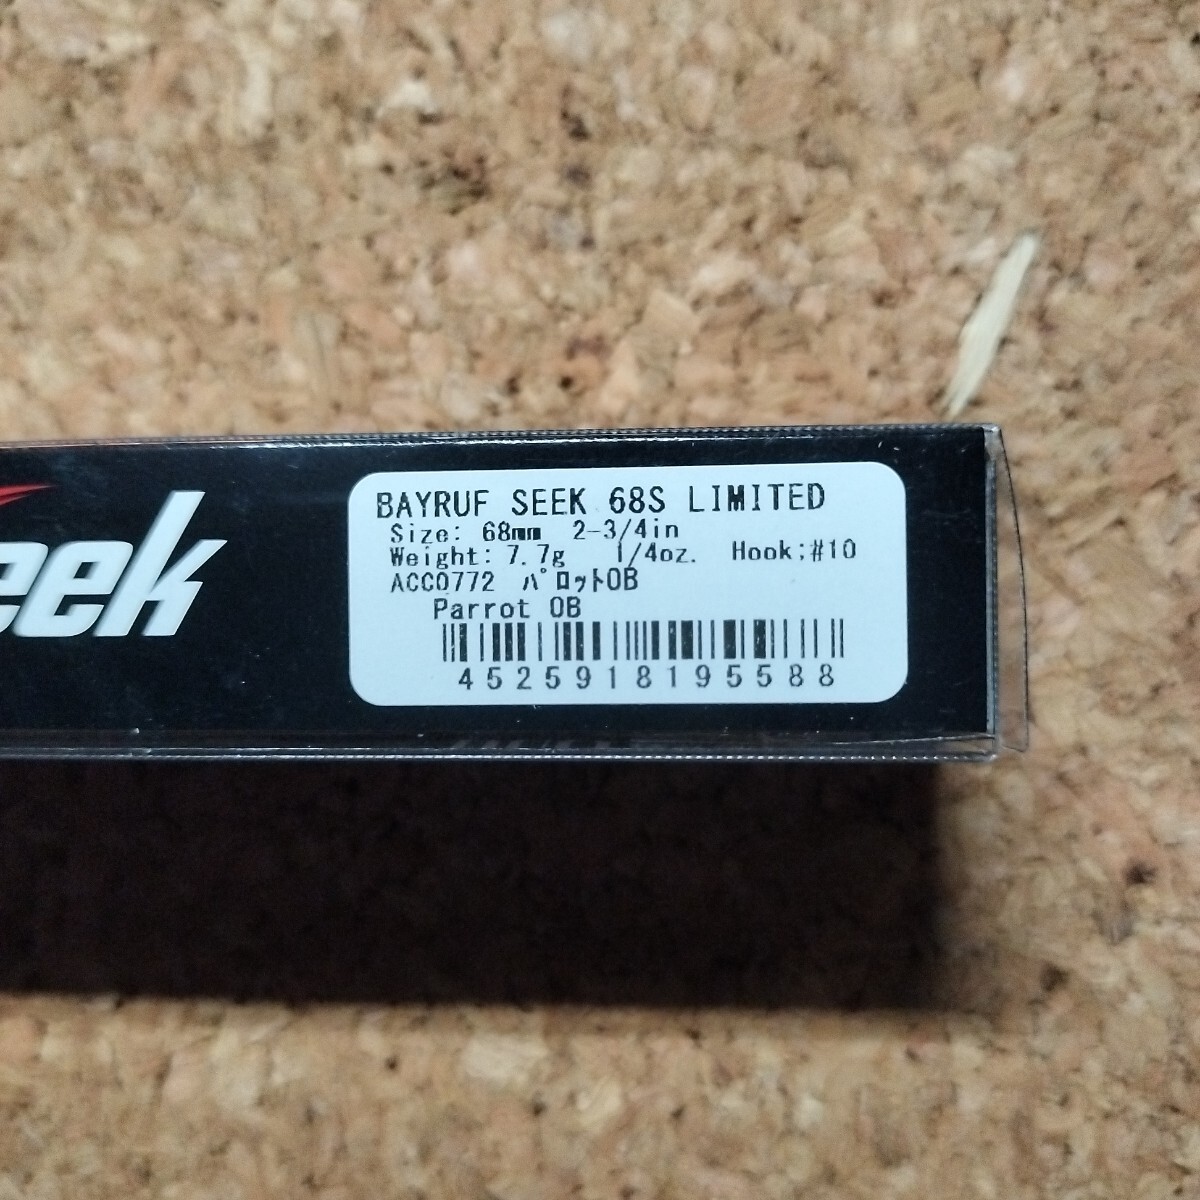 eek
BAYRUF SEEK 68S LIMITED
Size: 68mm 2-3/4in
Weight: 7.7g 1/4oz. Hook;#10
ACC0772 ﾊﾟﾛｯﾄOB
Parrot OB
4525918195588